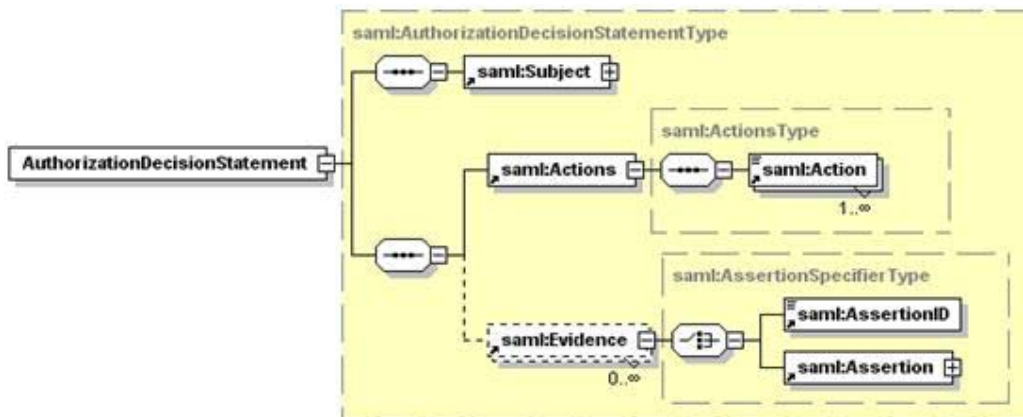 saml:AuthorizationDecisionStatementType
saml:Subject
saml:ActionsType
AuthorizationDecisionStatement
saml:Actions
saml:Action
1..∞
saml:AssertionSpecifierType
saml:AssertionID
saml:Evidence
0..∞
saml:Assertion